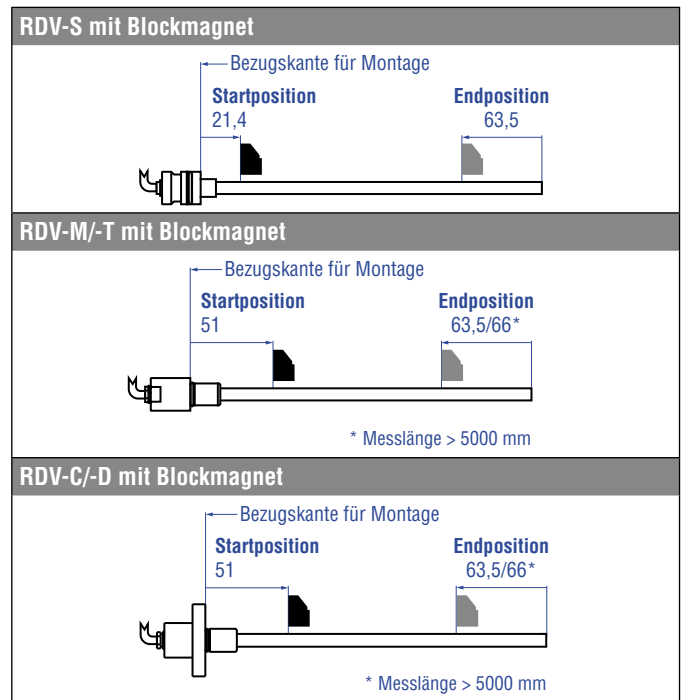 RDV-S mit Blockmagnet
Bezugskante für Montage
Startposition
21,4
Endposition
63,5
RDV-M/-T mit Blockmagnet
Bezugskante für Montage
Startposition
51
Endposition
63,5/66*
* Messlänge > 5000 mm
RDV-C/-D mit Blockmagnet
Bezugskante für Montage
Startposition
51
Endposition
63,5/66*
* Messlänge > 5000 mm